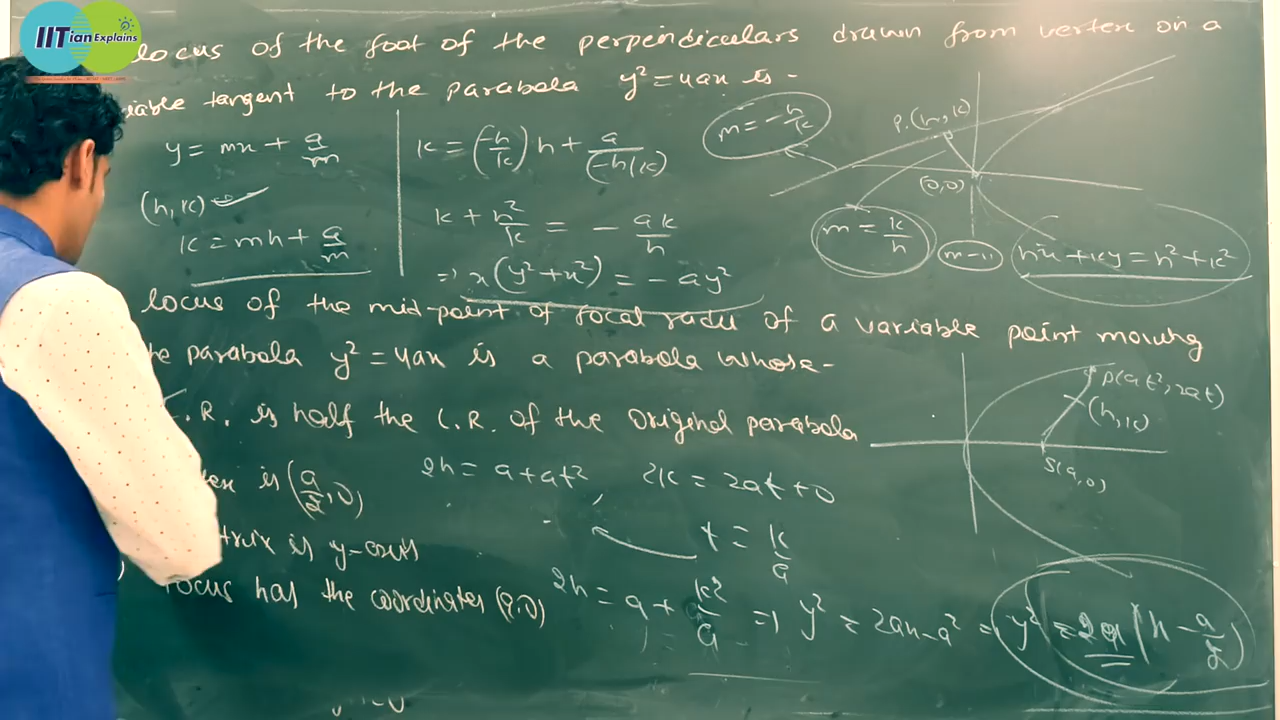 IITian Explains
locus of the foot of the perpendiculars drawn from vertex on a
iable tangent to the parabola y² = 4ax is -
y = mx + a/m
(h, k)
k = mh + a/m
k = (-h/k) h + a/(-h/k)
k + h²/k = - ak/h
⇒ x(y² + x²) = - ay²
m = -h/k
P.(h, k)
(0,0)
m = k/h
hx + ky = h² + k²
locus of the mid-point of focal radii of a variable point moving
he parabola y² = 4ax is a parabola whose-
L.R. is half the L.R. of the original parabola
ex is (a/2, 0)
trix is y-axis
focus has the coordinates (a, 0)
2h = a + at² , 2k = 2at + 0
t = k/a
2h = a + k²/a ⇒ y² = 2ax - a² = y² = 2a(x - a/2)
P(at², 2at)
(h, k)
S(a, 0)